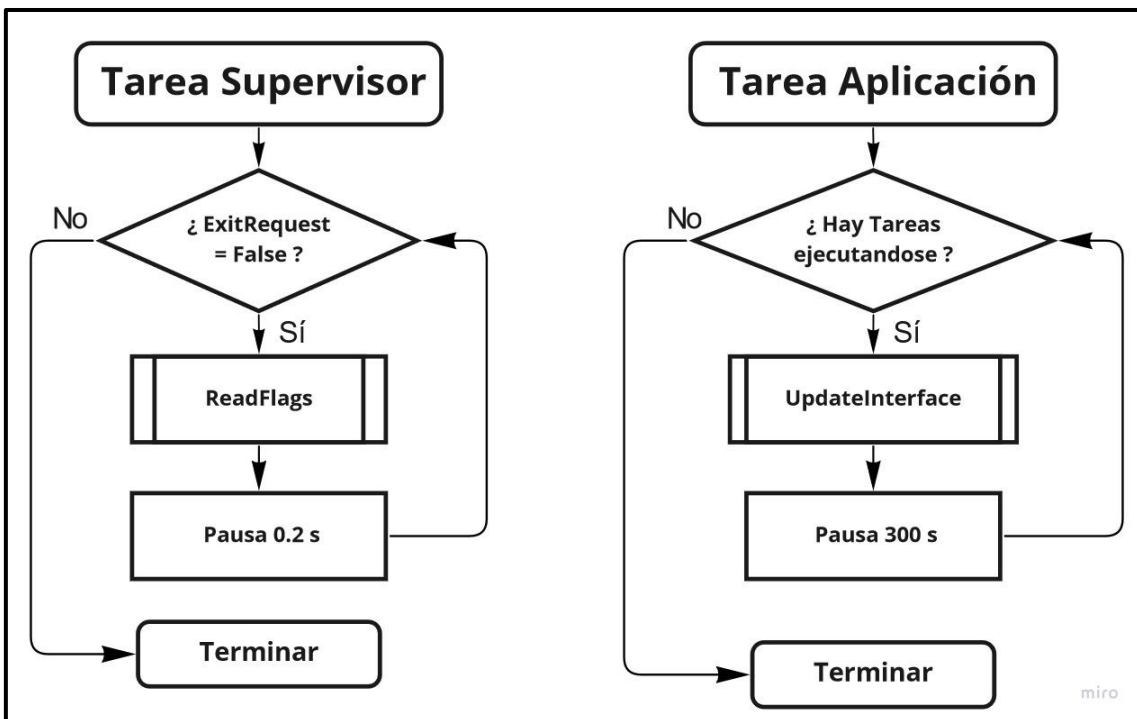 Tarea Supervisor
No
¿ ExitRequest
= False ?
Sí
ReadFlags
Pausa 0.2 s
Terminar
Tarea Aplicación
No
¿ Hay Tareas
ejecutandose ?
Sí
UpdateInterface
Pausa 300 s
Terminar
miro